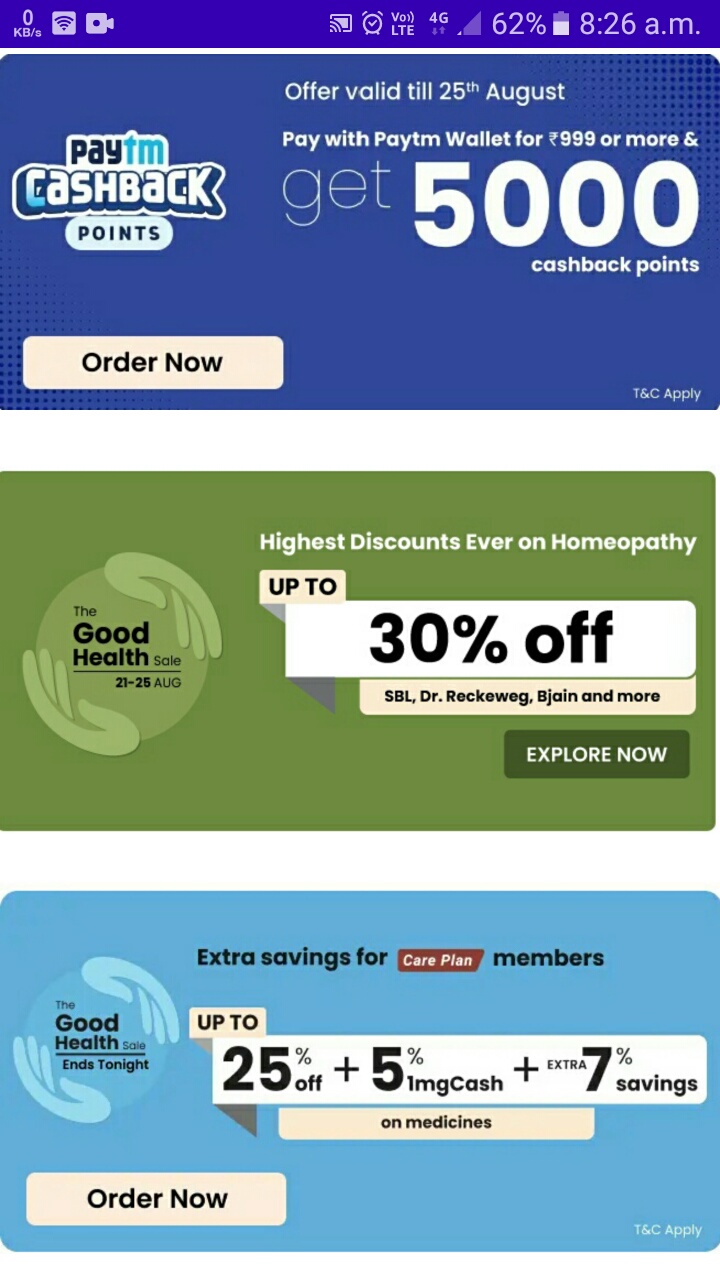 0
KB/s
Vo)
LTE
4G
62%
8:26 a.m.
Offer valid till 25th August
Pay with Paytm Wallet for ₹999 or more &
get 5000
cashback points
paytm
CASHBACK
POINTS
Order Now
T&C Apply
Highest Discounts Ever on Homeopathy
UP TO
30% off
SBL, Dr. Reckeweg, Bjain and more
The
Good
Health Sale
21-25 AUG
EXPLORE NOW
Extra savings for Care Plan members
The
Good
Health Sale
Ends Tonight
UP TO
25% off + 5% 1mgCash + EXTRA 7% savings
on medicines
Order Now
T&C Apply